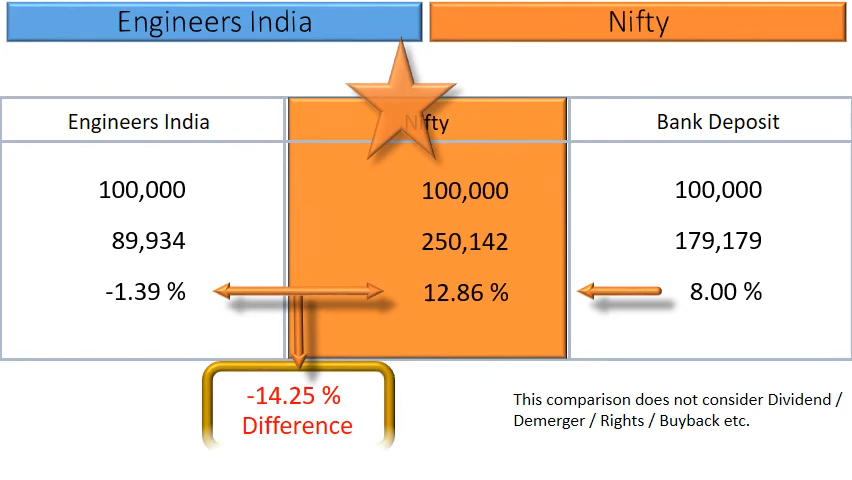 Engineers India
Nifty
Engineers India
Nifty
Bank Deposit
100,000
100,000
100,000
89,934
250,142
179,179
-1.39 %
12.86 %
8.00 %
-14.25 %
Difference
This comparison does not consider Dividend /
Demerger / Rights / Buyback etc.